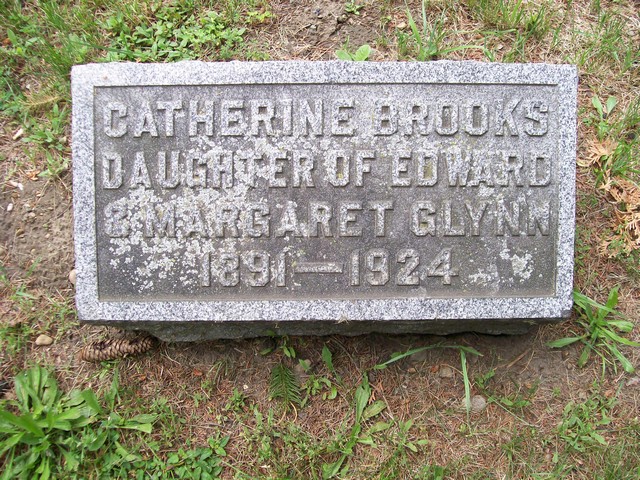 CATHERINE BROOKS
DAUGHTER OF EDWARD
& MARGARET GLYNN
1891—1924